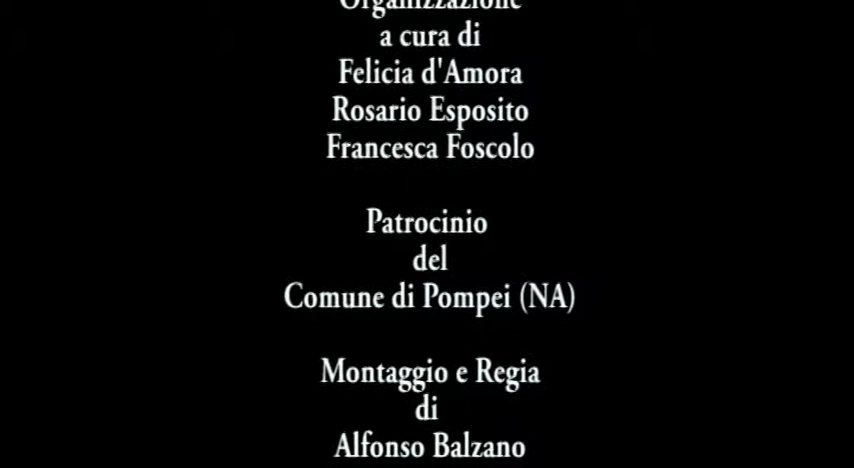 Organizzazione
a cura di
Felicia d'Amora
Rosario Esposito
Francesca Foscolo
Patrocinio
del
Comune di Pompei (NA)
Montaggio e Regia
di
Alfonso Balzano